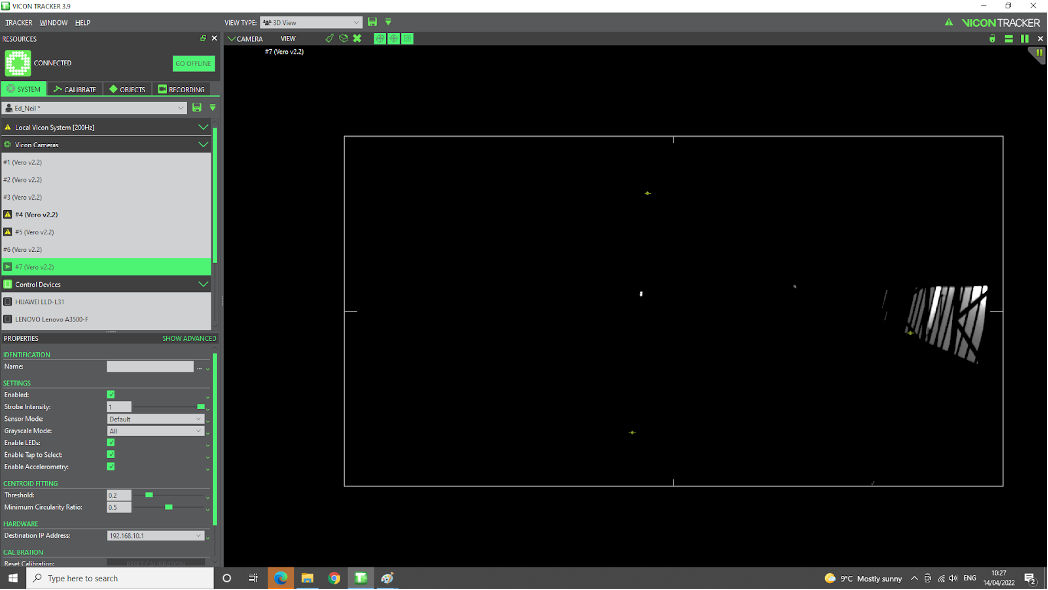 VICON TRACKER 3.9
TRACKER WINDOW HELP
VIEW TYPE: 3D View
VICON TRACKER
RESOURCES
CAMERA VIEW
#7 (Vero v2.2)
CONNECTED
GO OFFLINE
SYSTEM CALIBRATE OBJECTS RECORDING
Ed_Neil *
Local Vicon System [200Hz]
Vicon Cameras
#1 (Vero v2.2)
#2 (Vero v2.2)
#3 (Vero v2.2)
#4 (Vero v2.2)
#5 (Vero v2.2)
#6 (Vero v2.2)
#7 (Vero v2.2)
Control Devices
HUAWEI LLD-L31
LENOVO Lenovo A3500-F
PROPERTIES SHOW ADVANCED
IDENTIFICATION
Name: ...
SETTINGS
Enabled:
Strobe Intensity: 1
Sensor Mode: Default
Grayscale Mode: All
Enable LEDs:
Enable Tap to Select:
Enable Accelerometry:
CENTROID FITTING
Threshold: 0.2
Minimum Circularity Ratio: 0.5
HARDWARE
Destination IP Address: 192.168.10.1
CALIBRATION
Reset Calibration:
Type here to search
9°C Mostly sunny
ENG
10:27
14/04/2022
2